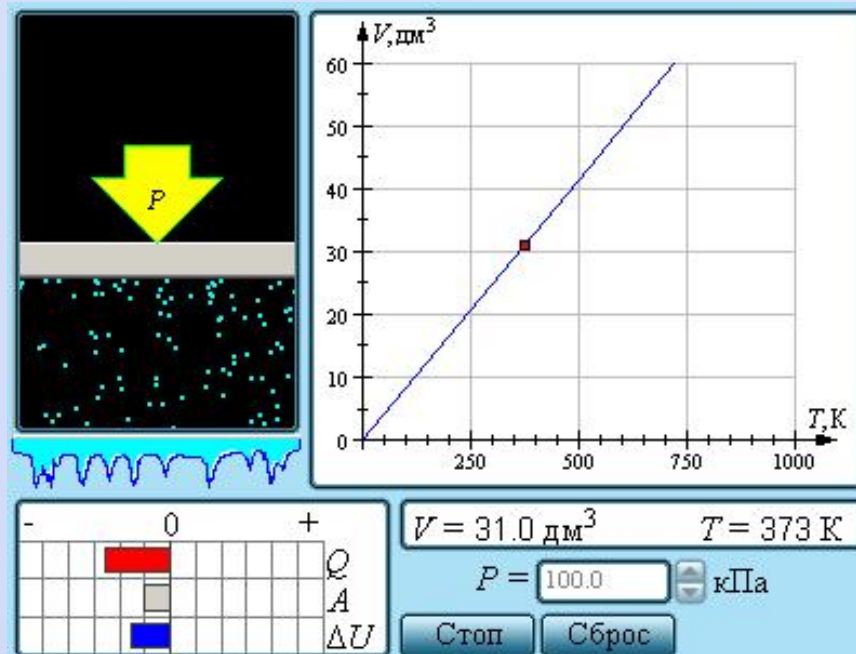 P
V,дм³
60
50
40
30
20
10
0
250 500 750 1000
T,К
- 0 +
Q
A
ΔU
V = 31.0 дм³ T = 373 К
P = 100.0 кПа
Стоп Сброс